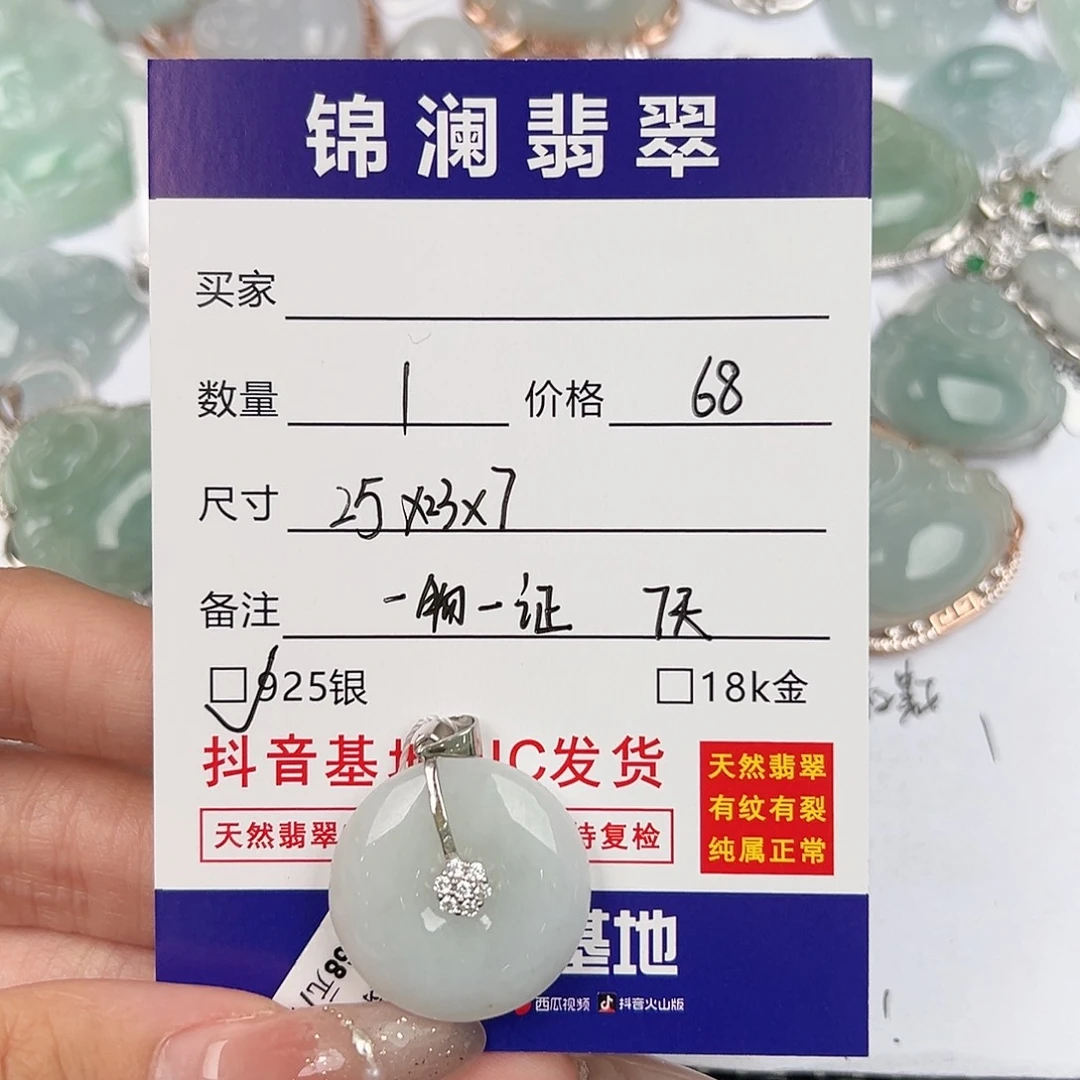 锦澜翡翠
买家
数量 1 价格 68
尺寸 25x23x7
备注 一物一证 7天
925银 18k金
抖音基 IC发货
天然翡翠 持复检
天然翡翠
有纹有裂
纯属正常
基地
西瓜视频 抖音火山版